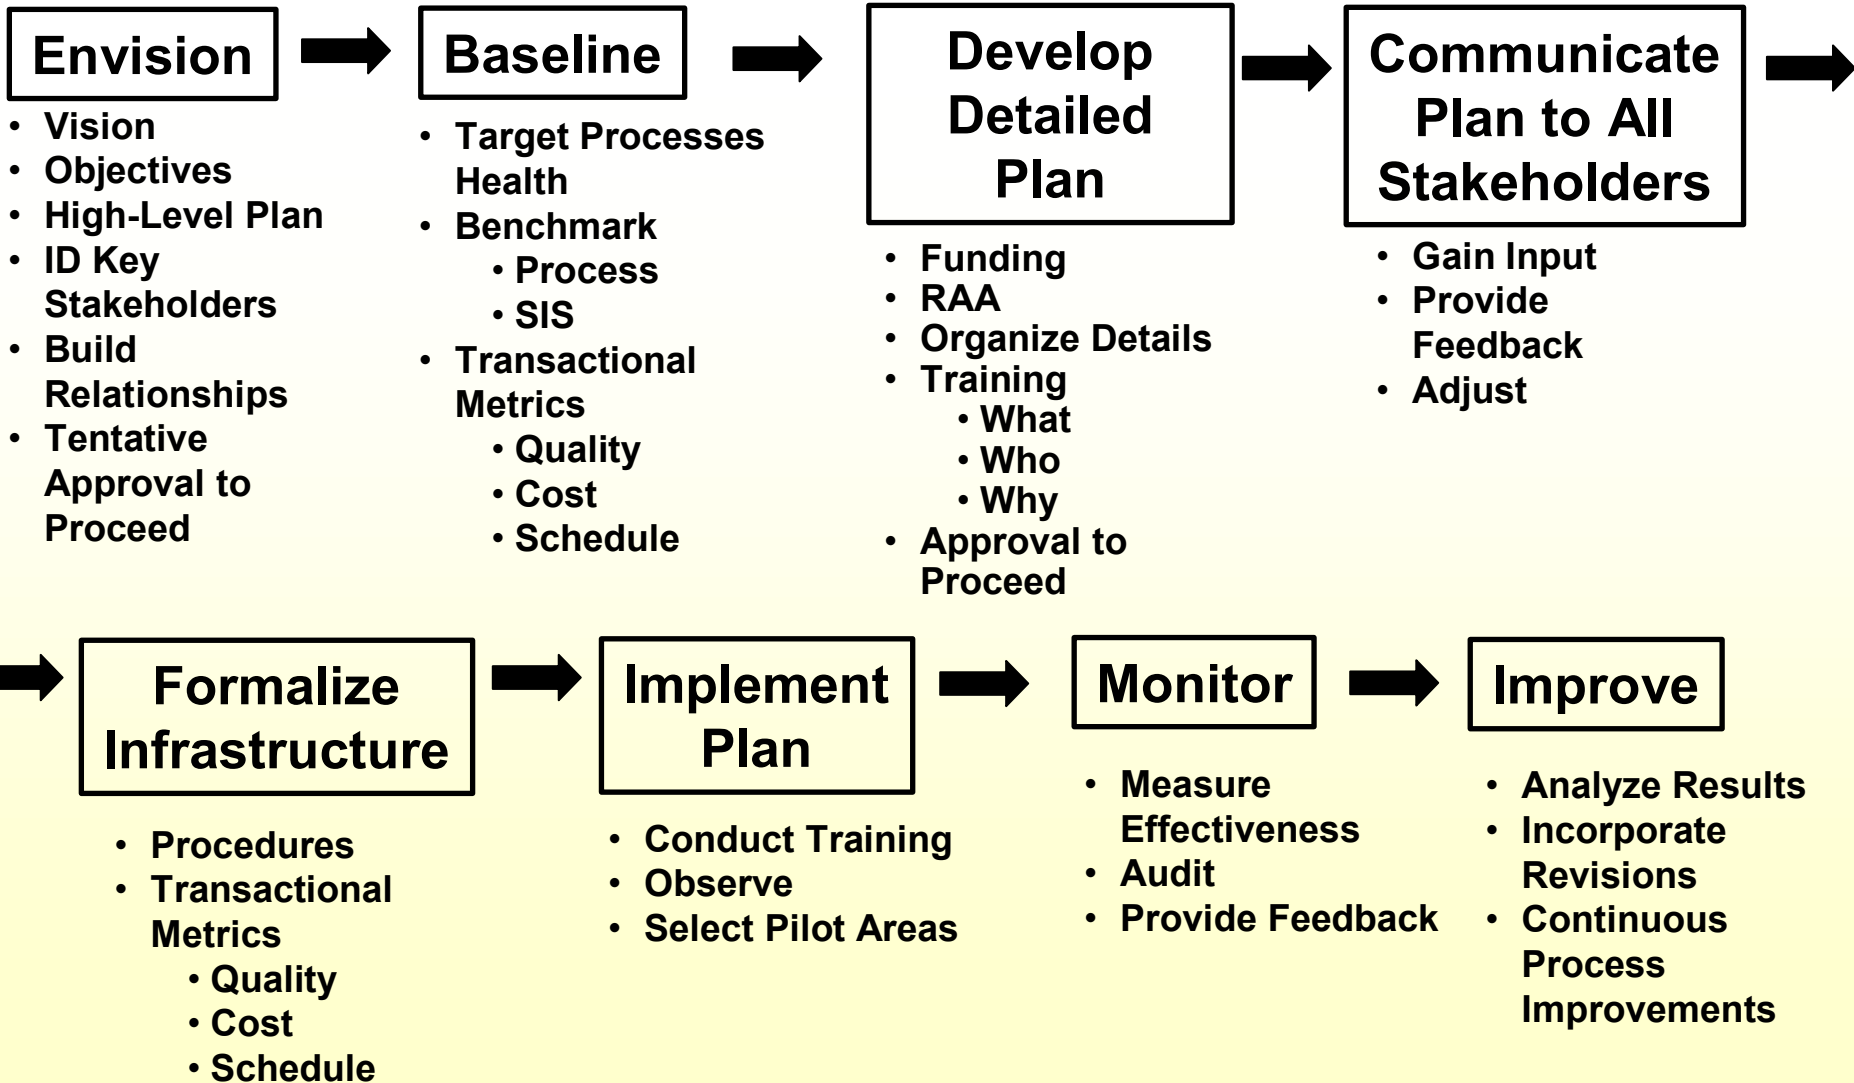 Envision
• Vision
• Objectives
• High-Level Plan
• ID Key
Stakeholders
• Build
Relationships
• Tentative
Approval to
Proceed
Baseline
• Target Processes
Health
• Benchmark
• Process
• SIS
• Transactional
Metrics
• Quality
• Cost
• Schedule
Develop
Detailed
Plan
• Funding
• RAA
• Organize Details
• Training
• What
• Who
• Why
• Approval to
Proceed
Communicate
Plan to All
Stakeholders
• Gain Input
• Provide
Feedback
• Adjust
Formalize
Infrastructure
• Procedures
• Transactional
Metrics
• Quality
• Cost
• Schedule
Implement
Plan
• Conduct Training
• Observe
• Select Pilot Areas
Monitor
• Measure
Effectiveness
• Audit
• Provide Feedback
Improve
• Analyze Results
• Incorporate
Revisions
• Continuous
Process
Improvements